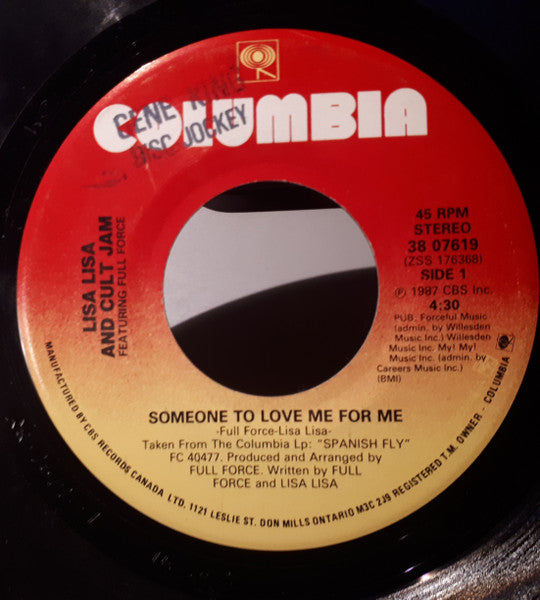 COLUMBIA
GENE KING
DISC JOCKEY
LISA LISA
AND CULT JAM
FEATURING FULL FORCE
45 RPM
STEREO
38 07619
(ZSS 176368)
SIDE 1
℗ 1987 CBS Inc.
4:30
PUB. Forceful Music
(admin. by Willesden
Music Inc.) Willesden
Music Inc. My! My!
Music Inc. (admin. by
Careers Music Inc.)
(BMI)
SOMEONE TO LOVE ME FOR ME
-Full Force-Lisa Lisa-
Taken From The Columbia Lp: "SPANISH FLY"
FC 40477. Produced and Arranged by
FULL FORCE. Written by FULL
FORCE and LISA LISA
MANUFACTURED BY CBS RECORDS CANADA LTD. 1121 LESLIE ST. DON MILLS ONTARIO M3C 2J9 REGISTERED T.M. OWNER - COLUMBIA